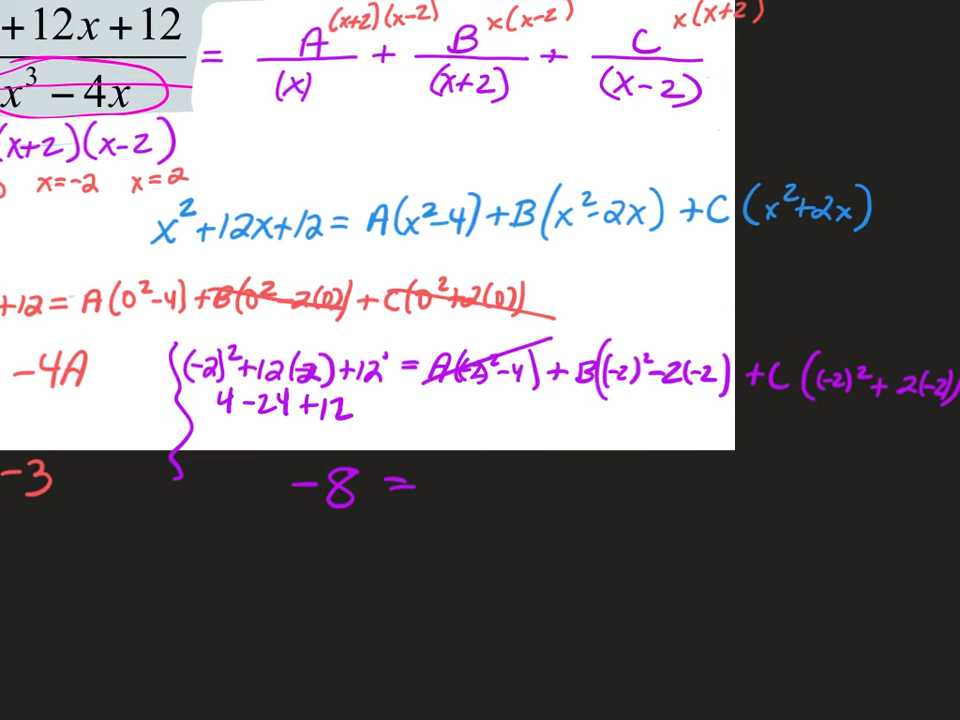 + 12x + 12 / x³ − 4x = A (x+2)(x−2) / (x) + B x(x−2) / (x+2) + C x(x+2) / (x−2)
(x+2)(x−2)
0 x=−2 x=2
x²+12x+12 = A(x²−4)+B(x²−2x)+C(x²+2x)
+12 = A(0²−4)+B(0²−2(0))+C(0²+2(0))
−4A
(−2)²+12(−2)+12 = A(−2²−4)+B((−2)²−2(−2))+C((−2)²+2(−2))
4−24+12
−3
−8 =